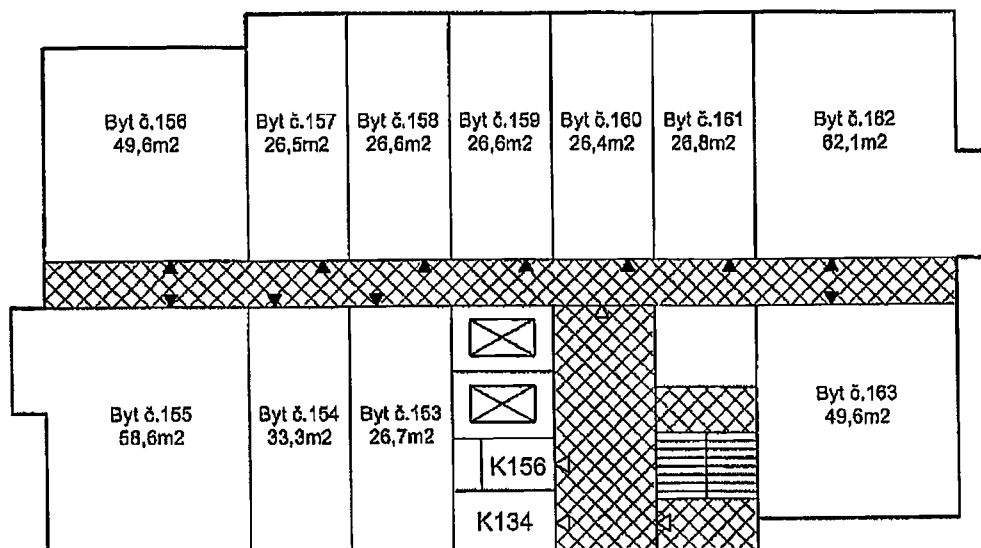 Byt č.156
49,6m2
Byt č.157
26,5m2
Byt č.158
26,6m2
Byt č.159
26,6m2
Byt č.160
26,4m2
Byt č.161
26,8m2
Byt č.162
62,1m2
Byt č.155
58,6m2
Byt č.154
33,3m2
Byt č.153
26,7m2
K156
K134
Byt č.163
49,6m2